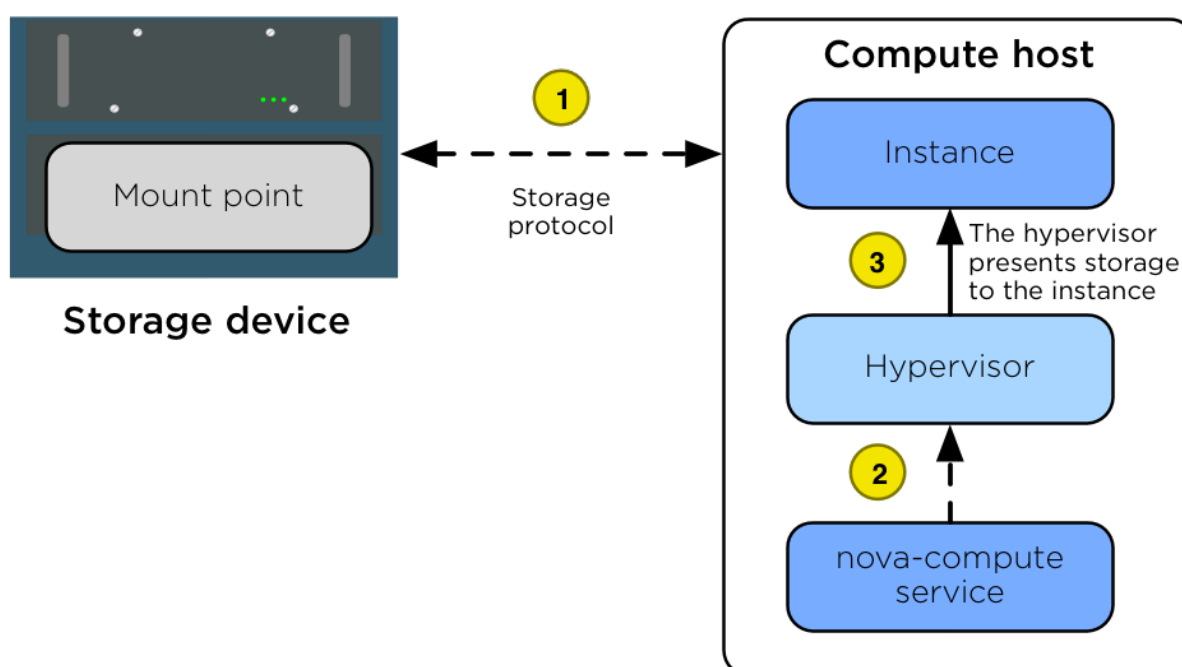 Mount point
Storage device
1
Storage
protocol
Compute host
Instance
3
The hypervisor
presents storage
to the instance
Hypervisor
2
nova-compute
service